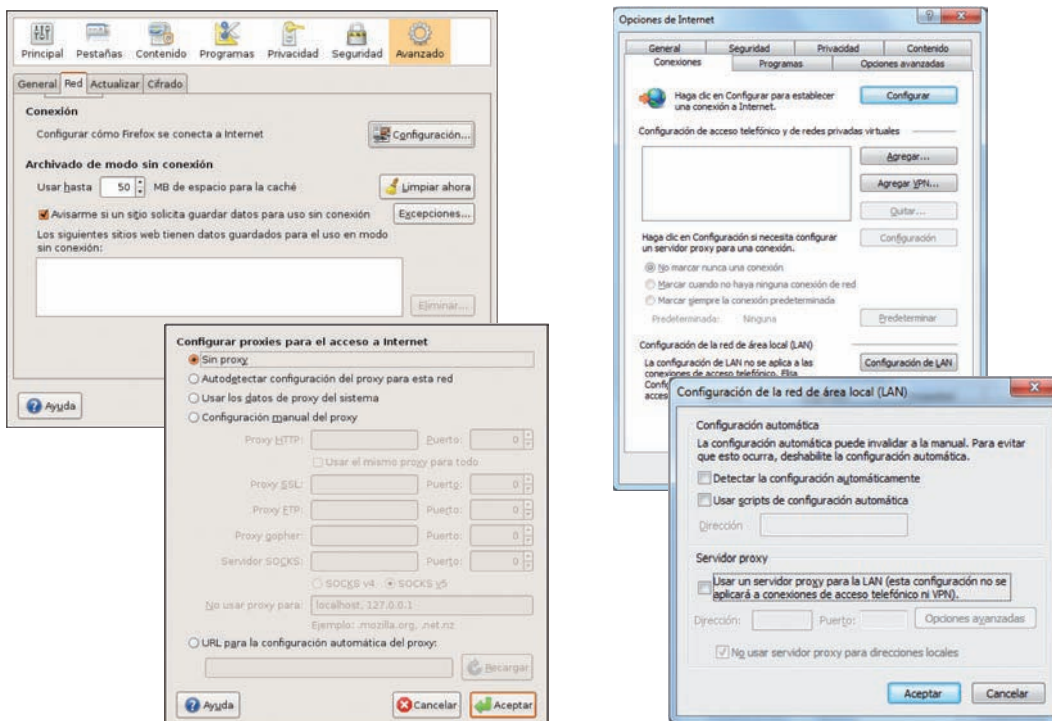 Principal Pestañas Contenido Programas Privacidad Seguridad Avanzado
General Red Actualizar Cifrado
Conexión
Configurar cómo Firefox se conecta a Internet Configuración...
Archivado de modo sin conexión
Usar hasta 50 MB de espacio para la caché Limpiar ahora
Avisarme si un sitio solicita guardar datos para uso sin conexión Excepciones...
Los siguientes sitios web tienen datos guardados para el uso en modo
sin conexión:
Eliminar...
Ayuda
Configurar proxies para el acceso a Internet
Sin proxy
Autodetectar configuración del proxy para esta red
Usar los datos de proxy del sistema
Configuración manual del proxy
Proxy HTTP: Puerto: 0
Usar el mismo proxy para todo
Proxy SSL: Puerto: 0
Proxy FTP: Puerto: 0
Proxy gopher: Puerto: 0
Servidor SOCKS: Puerto: 0
SOCKS v4 SOCKS v5
No usar proxy para: localhost, 127.0.0.1
Ejemplo: .mozilla.org, .net.nz
URL para la configuración automática del proxy:
Recargar
Ayuda Cancelar Aceptar
Opciones de Internet
General Seguridad Privacidad Contenido
Conexiones Programas Opciones avanzadas
Haga clic en Configurar para establecer
una conexión a Internet.
Configurar
Configuración de acceso telefónico y de redes privadas virtuales
Agregar...
Agregar VPN...
Quitar...
Haga clic en Configuración si necesita configurar
un servidor proxy para una conexión.
Configuración
No marcar nunca una conexión
Marcar cuando no haya ninguna conexión de red
Marcar siempre la conexión predeterminada
Predeterminada: Ninguna Predeterminar
Configuración de la red de área local (LAN)
La configuración de LAN no se aplica a las
conexiones de acceso telefónico. Elija
Configuración de LAN
Configuración de la red de área local (LAN)
Configuración automática
La configuración automática puede invalidar a la manual. Para evitar
que esto ocurra, deshabilite la configuración automática.
Detectar la configuración automáticamente
Usar scripts de configuración automática
Dirección
Servidor proxy
Usar un servidor proxy para la LAN (esta configuración no se
aplicará a conexiones de acceso telefónico ni VPN).
Dirección: Puerto: Opciones avanzadas
No usar servidor proxy para direcciones locales
Aceptar Cancelar